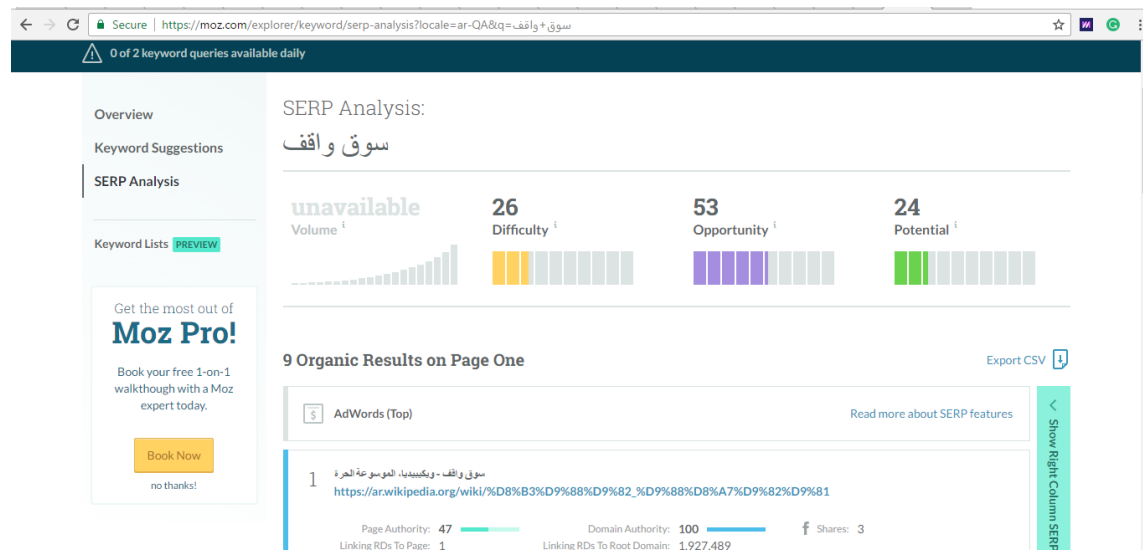 Secure | https://moz.com/explorer/keyword/serp-analysis?locale=ar-QA&q=سوق+واقف
0 of 2 keyword queries available daily
Overview
Keyword Suggestions
SERP Analysis
Keyword Lists PREVIEW
Get the most out of
Moz Pro!
Book your free 1-on-1
walkthough with a Moz
expert today.
Book Now
no thanks!
SERP Analysis:
سوق واقف
unavailable
Volume i
26
Difficulty i
53
Opportunity i
24
Potential i
9 Organic Results on Page One
Export CSV
AdWords (Top)
Read more about SERP features
Show Right Column SERP
1
سوق واقف - ويكيبيديا، الموسوعة الحرة
https://ar.wikipedia.org/wiki/%D8%B3%D9%88%D9%82_%D9%88%D8%A7%D9%82%D9%81
Page Authority: 47
Domain Authority: 100
Shares: 3
Linking RDs To Page: 1
Linking RDs To Root Domain: 1,927,489